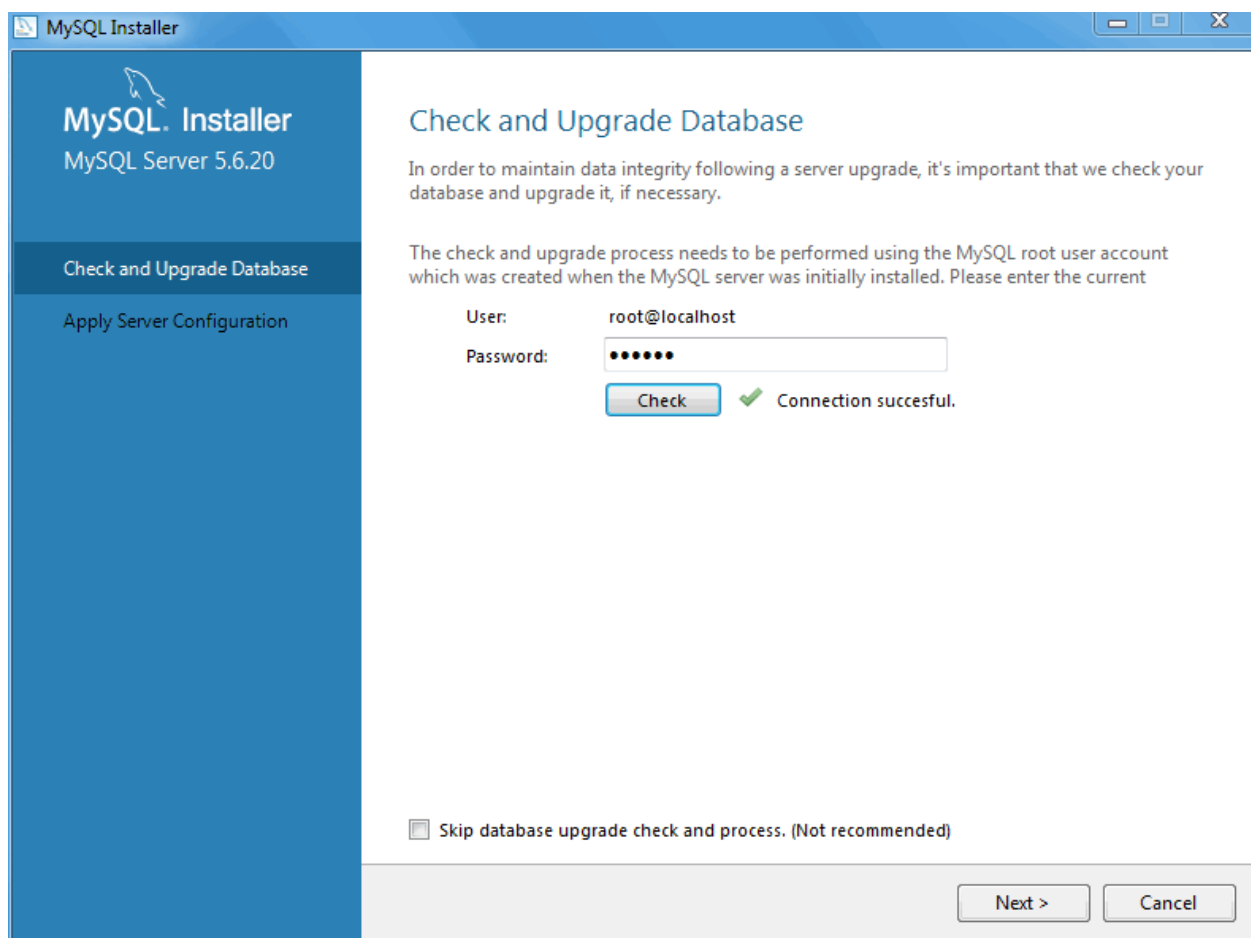 MySQL Installer
MySQL. Installer
MySQL Server 5.6.20
Check and Upgrade Database
Apply Server Configuration
Check and Upgrade Database
In order to maintain data integrity following a server upgrade, it's important that we check your
database and upgrade it, if necessary.
The check and upgrade process needs to be performed using the MySQL root user account
which was created when the MySQL server was initially installed. Please enter the current
User: root@localhost
Password: ●●●●●●
Check Connection succesful.
Skip database upgrade check and process. (Not recommended)
Next > Cancel